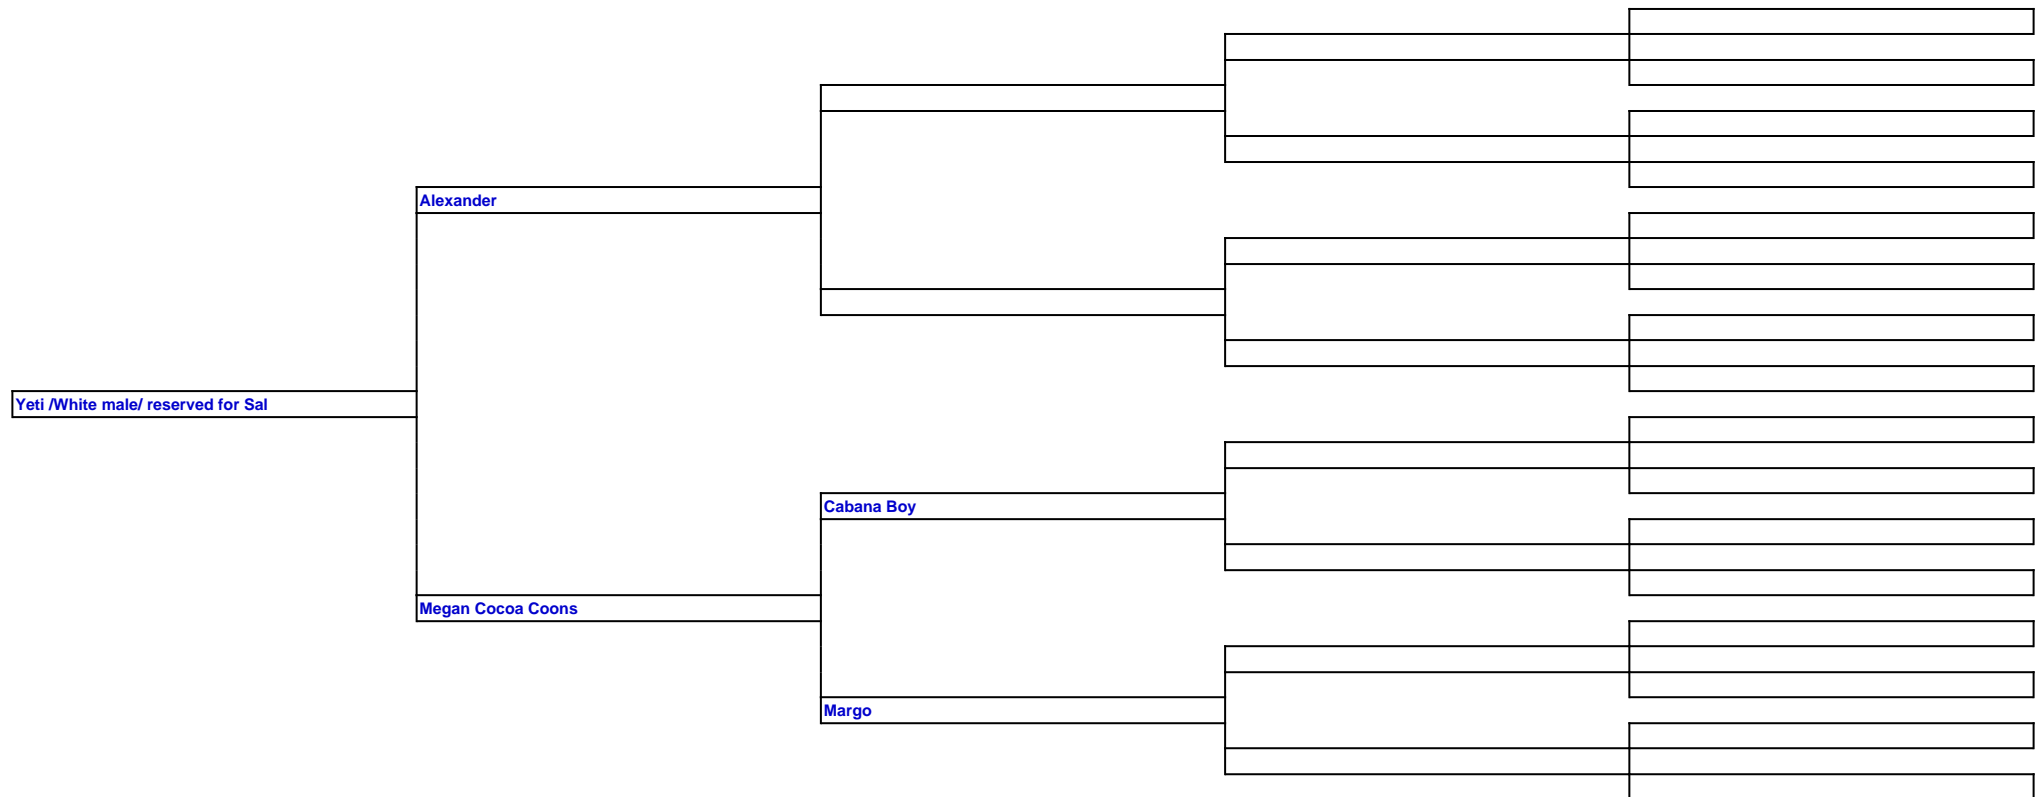 Alexander
Yeti /White male/ reserved for Sal
Cabana Boy
Megan Cocoa Coons
Margo